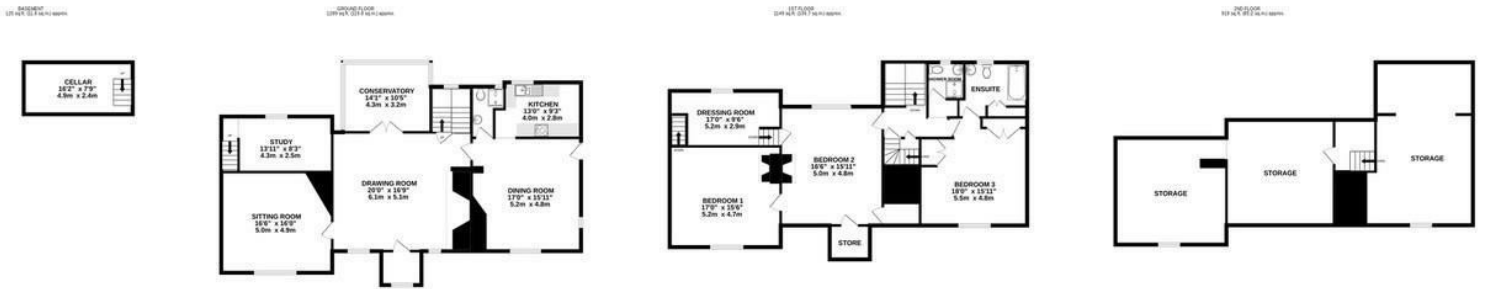 BASEMENT
GROUND FLOOR
1ST FLOOR
2ND FLOOR
CELLAR
16'2" x 7'9"
4.9m x 2.4m
CONSERVATORY
14'1" x 10'5"
4.3m x 3.2m
KITCHEN
13'0" x 9'3"
4.0m x 2.8m
STUDY
13'11" x 8'3"
4.3m x 2.5m
DRAWING ROOM
20'0" x 16'9"
6.1m x 5.1m
DINING ROOM
17'0" x 15'11"
5.2m x 4.8m
SITTING ROOM
16'6" x 16'0"
5.0m x 4.9m
SHOWER ROOM
ENSUITE
DRESSING ROOM
17'0" x 9'6"
5.2m x 2.9m
BEDROOM 2
16'6" x 15'11"
5.0m x 4.8m
BEDROOM 3
18'0" x 15'11"
5.5m x 4.8m
BEDROOM 1
17'0" x 15'6"
5.2m x 4.7m
STORE
STORAGE
STORAGE
STORAGE